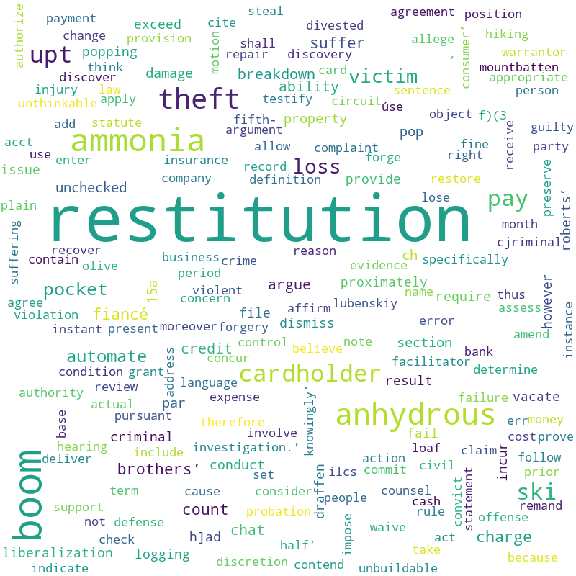 authorize
payment
steal
cite
agreement
position
change
exceed
provision
divested
hiking
upt
popping
suffer
motion
shall
allege
,
consumer’
warrantor
think
repair
discovery
mountbatten
discover
damage
breakdown
card
victim
appropriate
injury
law
theft
ability
circuit
sentence
person
unthinkable
apply
testify
use
statute
fifth-
property
object
f)(3
guilty
add
argument
pop
ammonia
allow
complaint
fine
receive
party
acct
issue
use
enter
insurance
loss
record
forge
right
preserve
company
definition
provide
restore
plain
unchecked
lose
pay
roberts’
restitution
month
suffering
recover
reason
cjriminal
contain
business
crime
ch
specifically
olive
period
evidence
argue
proximately
instance
pocket
15a
violent
concern
name
require
thus
assess
however
agree
fiancé
file
affirm
lubenskiy
violation
instant
present
moreover
forgery
dismiss
error
amend
automate
control
believe
note
section
bank
credit
concur
facilitator
determine
condition
grant
address
language
cardholder
result
authority
review
par
expense
failure
vacate
actual
base
pursuant
therefore
knowingly’
anhydrous
err
money
hearing
criminal
involve
fail
cost
prove
include
investigation.’
ilcs
loaf
incur
claim
boom
deliver
brothers’
conduct
set
draffen
action
civil
follow
commit
convict
statement
ski
prior
term
cause
consider
people
counsel
cash
remand
support
count
probation
impose
rule
offense
not
defense
chat
waive
charge
check
h]ad
half’
act
liberalization
logging
discretion
contend
take
because
indicate
unbuildable